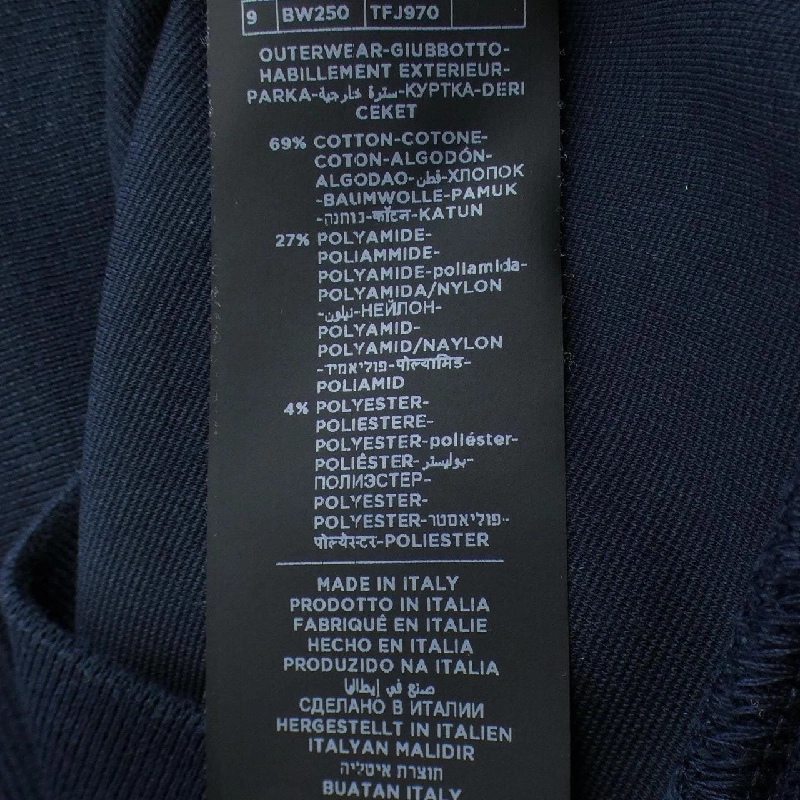 9 BW250 TFJ970
OUTERWEAR-GIUBBOTTO-
HABILLEMENT EXTERIEUR-
PARKA-سترة خارجية-КУРТКА-DERI
CEKET
69% COTTON-COTONE-
COTON-ALGODÓN-
ALGODAO-قطن-ХЛОПОК
-BAUMWOLLE-PAMUK
-כותנה-कॉटन-KATUN
27% POLYAMIDE-
POLIAMMIDE-
POLYAMIDE-poliamida-
POLYAMIDA/NYLON
-نيلون-НЕЙЛОН-
POLYAMID-
POLYAMID/NAYLON
-פוליאמיד-पोल्यामिड-
POLIAMID
4% POLYESTER-
POLIESTERE-
POLYESTER-poliéster-
POLIÉSTER-بوليستر-
ПОЛИЭСТЕР-
POLYESTER-
POLYESTER-פוליאסטר-
पोल्येस्टर-POLIESTER
MADE IN ITALY
PRODOTTO IN ITALIA
FABRIQUÊ EN ITALIE
HECHO EN ITALIA
PRODUZIDO NA ITALIA
صنع في إيطاليا
СДЕЛАНО В ИТАЛИИ
HERGESTELLT IN ITALIEN
ITALYAN MALIDIR
תוצרת איטליה
BUATAN ITALY